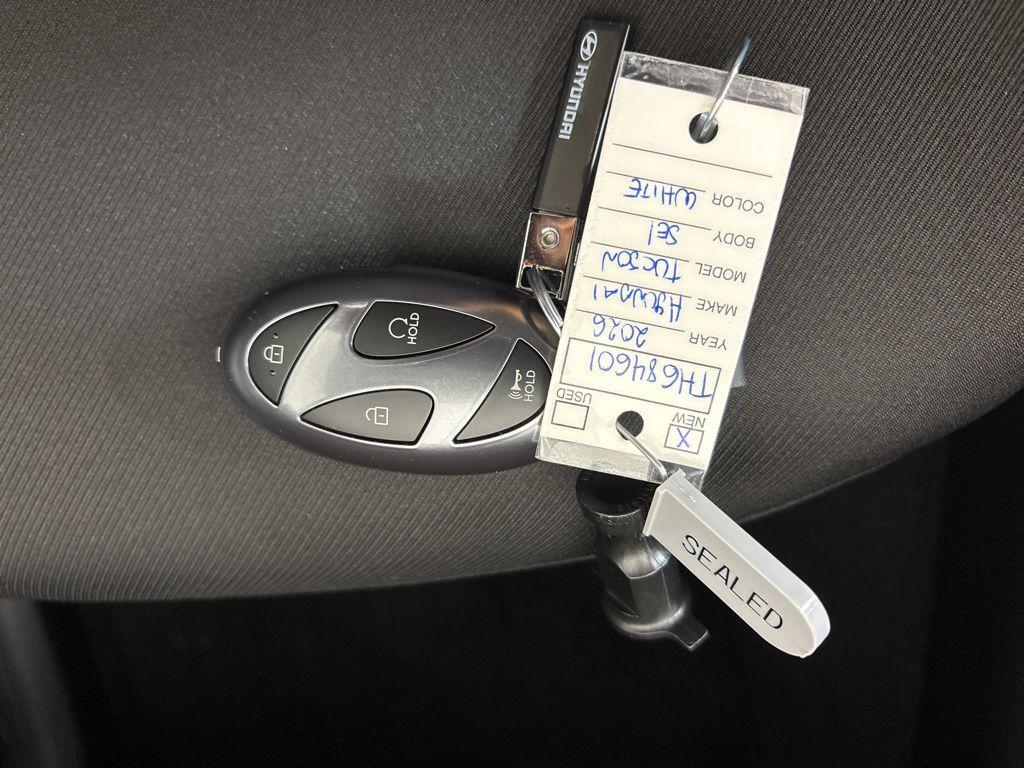 HYUNDAI
NEW X
USED
TH684601
YEAR 2026
MAKE HYUNDAI
MODEL TUCSON
BODY SEl
COLOR WHITE
HOLD
HOLD
SEALED